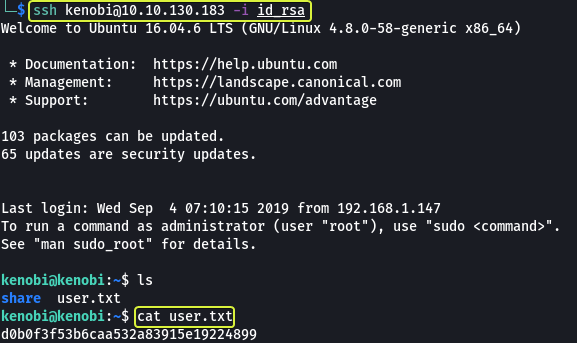 └─$ ssh kenobi@10.10.130.183 -i id_rsa
Welcome to Ubuntu 16.04.6 LTS (GNU/Linux 4.8.0-58-generic x86_64)
* Documentation: https://help.ubuntu.com
* Management: https://landscape.canonical.com
* Support: https://ubuntu.com/advantage
103 packages can be updated.
65 updates are security updates.
Last login: Wed Sep 4 07:10:15 2019 from 192.168.1.147
To run a command as administrator (user "root"), use "sudo <command>".
See "man sudo_root" for details.
kenobi@kenobi:~$ ls
share user.txt
kenobi@kenobi:~$ cat user.txt
d0b0f3f53b6caa532a83915e19224899